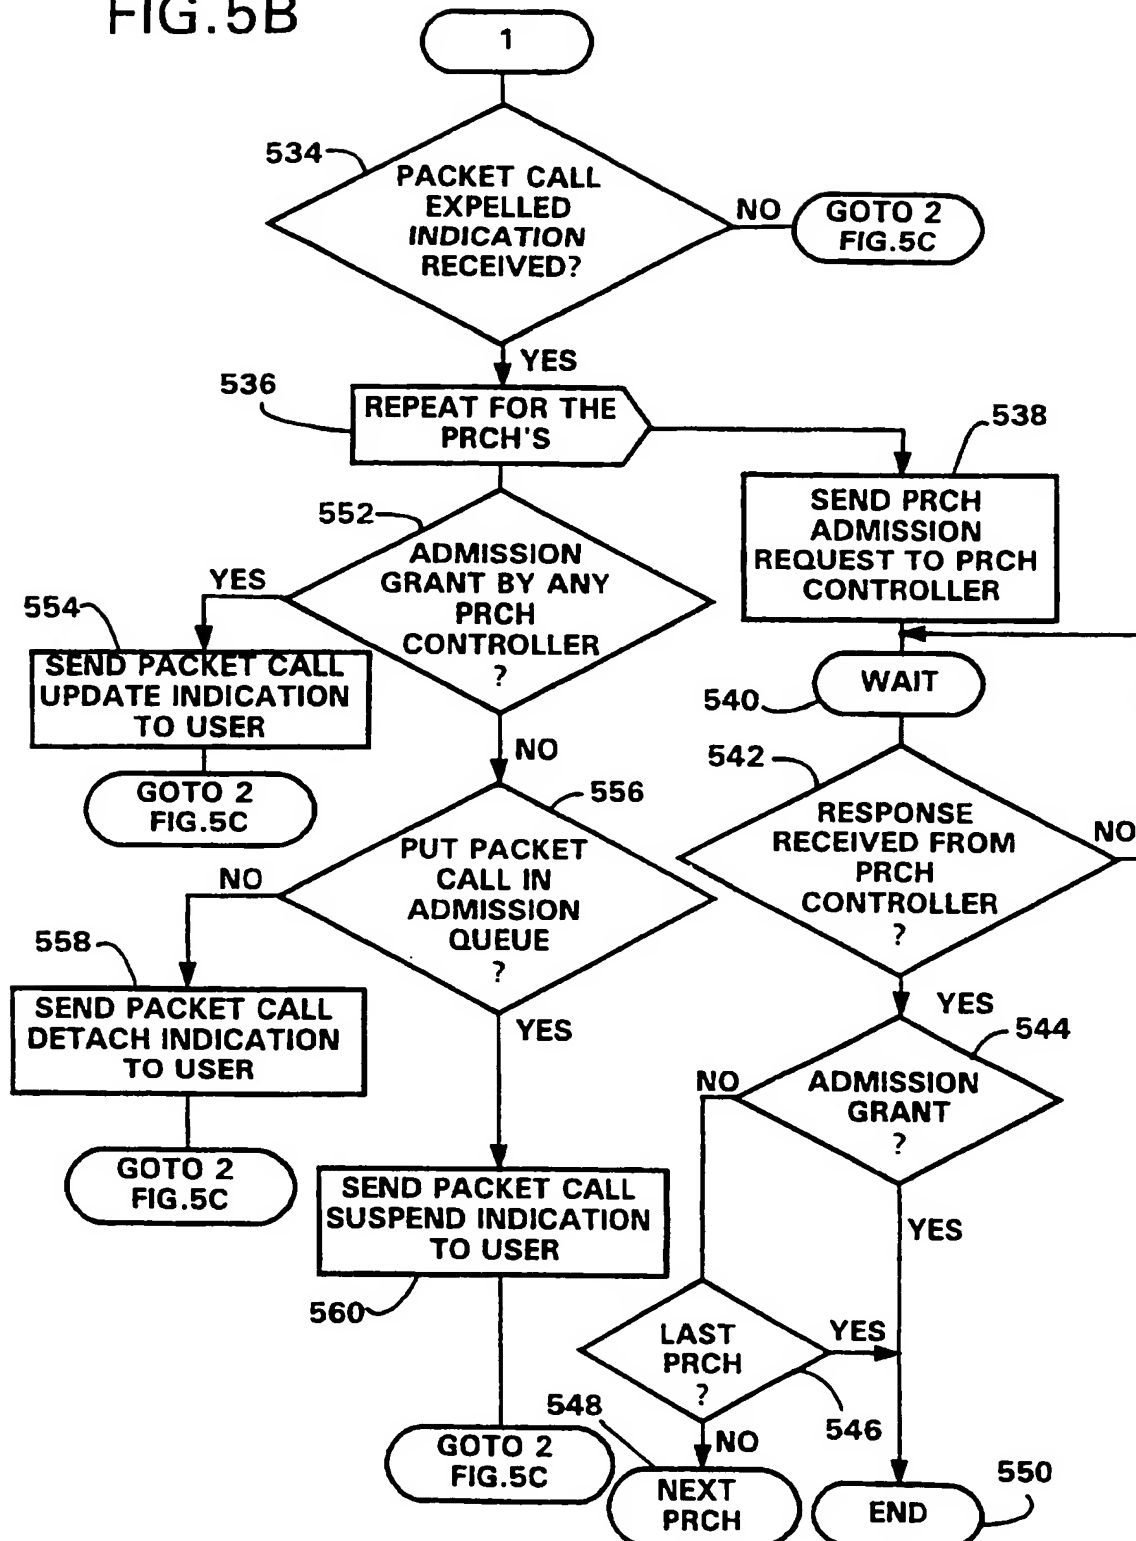 FIG.5B
1
534
PACKET CALL
EXPELLED
INDICATION
RECEIVED?
NO
GOTO 2
FIG.5C
YES
536
REPEAT FOR THE
PRCH'S
538
SEND PRCH
ADMISSION
REQUEST TO PRCH
CONTROLLER
552
ADMISSION
GRANT BY ANY
PRCH
CONTROLLER
?
YES
554
SEND PACKET CALL
UPDATE INDICATION
TO USER
GOTO 2
FIG.5C
NO
WAIT
540
542
RESPONSE
RECEIVED FROM
PRCH
CONTROLLER
?
NO
YES
556
PUT PACKET
CALL IN
ADMISSION
QUEUE
?
NO
558
SEND PACKET CALL
DETACH INDICATION
TO USER
GOTO 2
FIG.5C
YES
544
ADMISSION
GRANT
?
NO
YES
SEND PACKET CALL
SUSPEND INDICATION
TO USER
560
GOTO 2
FIG.5C
LAST
PRCH
?
YES
546
548
NO
NEXT
PRCH
END
550